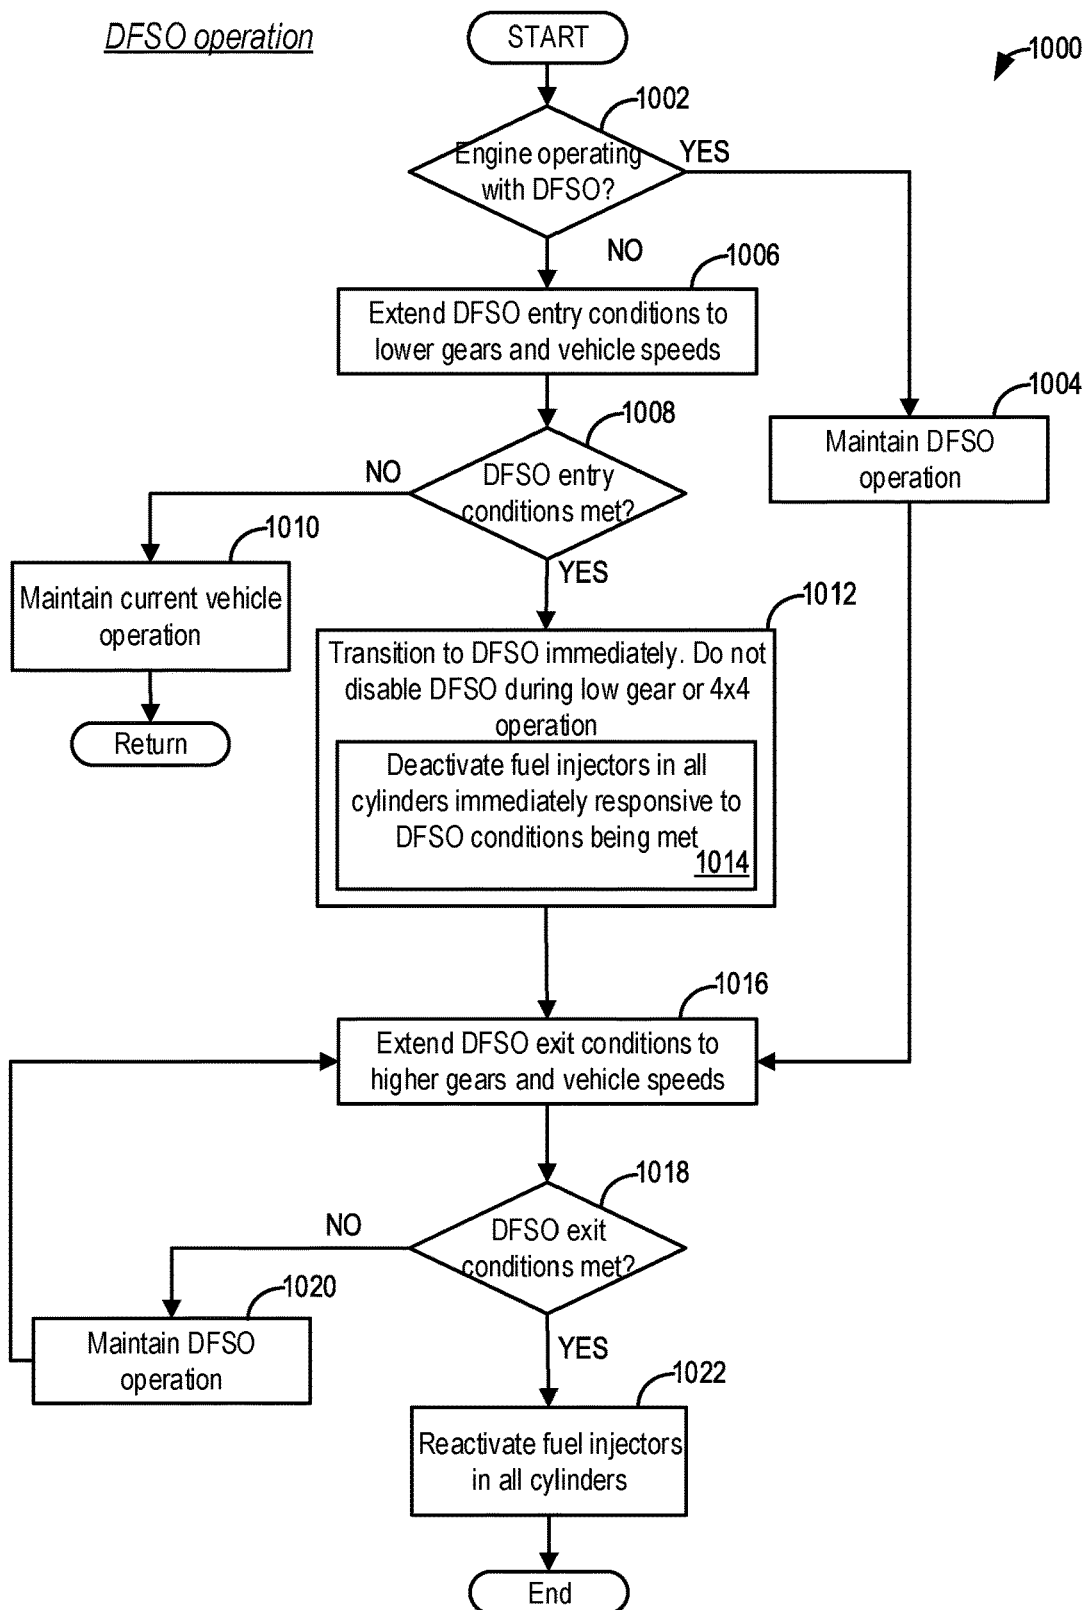 DFSO operation
START
1000
1002
Engine operating
with DFSO?
YES
NO
1006
Extend DFSO entry conditions to
lower gears and vehicle speeds
1004
Maintain DFSO
operation
1008
DFSO entry
conditions met?
NO
1010
Maintain current vehicle
operation
Return
YES
1012
Transition to DFSO immediately. Do not
disable DFSO during low gear or 4x4
operation
Deactivate fuel injectors in all
cylinders immediately responsive to
DFSO conditions being met
1014
1016
Extend DFSO exit conditions to
higher gears and vehicle speeds
1018
DFSO exit
conditions met?
NO
1020
Maintain DFSO
operation
YES
1022
Reactivate fuel injectors
in all cylinders
End